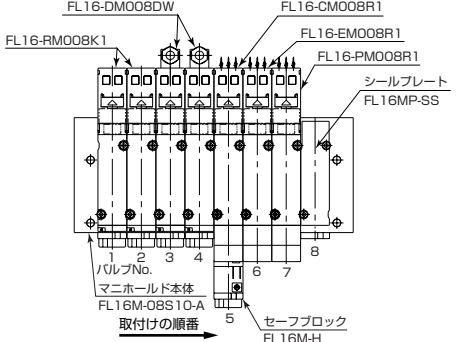 FL16-DM008DW
FL16-CM008R1
FL16-RM008K1
FL16-EM008R1
FL16-PM008R1
シールプレート
FL16MP-SS
1 2 3 4 6 7 8
バルブNo.
マニホールド本体
FL16M-08S10-A
5
取付けの順番
セーフブロック
FL16M-H